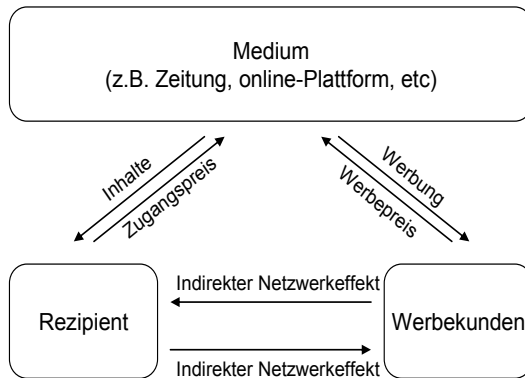 Medium
(z.B. Zeitung, online-Plattform, etc)
Inhalte
Zugangspreis
Werbung
Werbepreis
Indirekter Netzwerkeffekt
Rezipient
Werbekunden
Indirekter Netzwerkeffekt